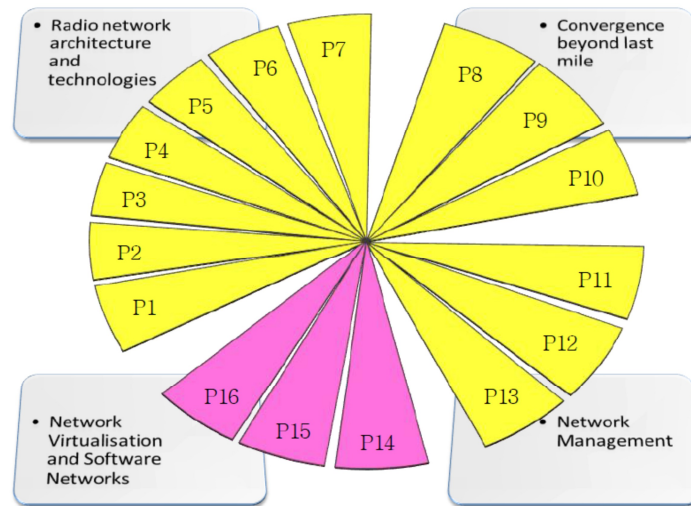 • Radio network
architecture
and
technologies
• Convergence
beyond last
mile
P7
P6
P5
P4
P3
P2
P1
P8
P9
P10
P11
P12
P13
P14
P15
P16
• Network
Virtualisation
and Software
Networks
• Network
Management